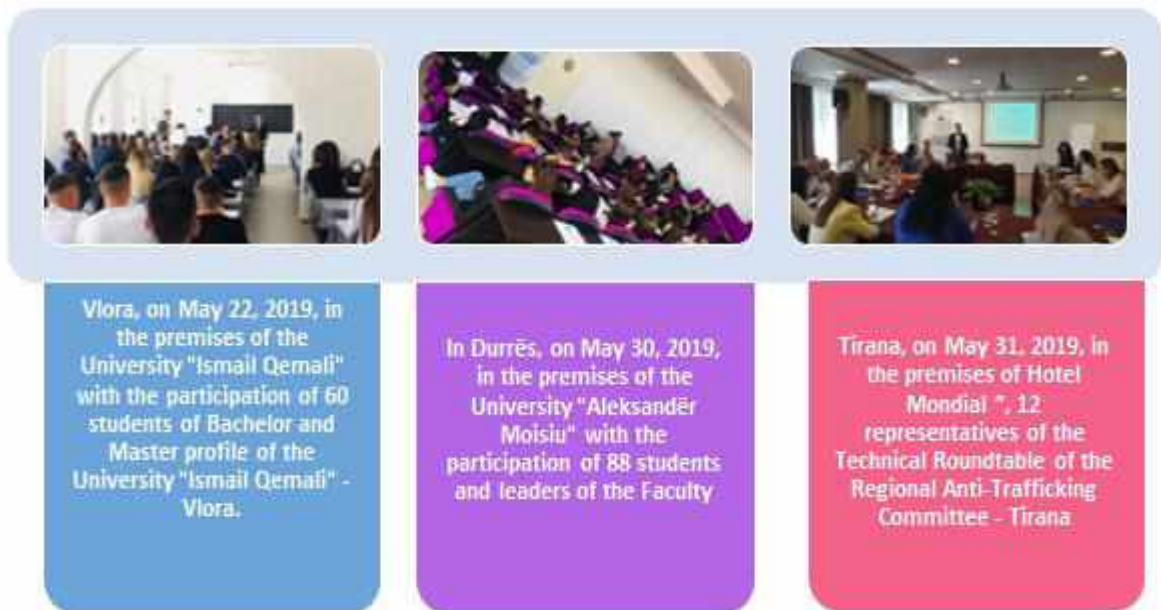 Vlora, on May 22, 2019, in
the premises of the
University "Ismail Qemali"
with the participation of 60
students of Bachelor and
Master profile of the
University "Ismail Qemali" -
Vlora.
In Durrës, on May 30, 2019,
in the premises of the
University "Aleksandër
Moisiu" with the
participation of 88 students
and leaders of the Faculty
Tirana, on May 31, 2019, in
the premises of Hotel
Mondial ", 12
representatives of the
Technical Roundtable of the
Regional Anti-Trafficking
Committee - Tirana